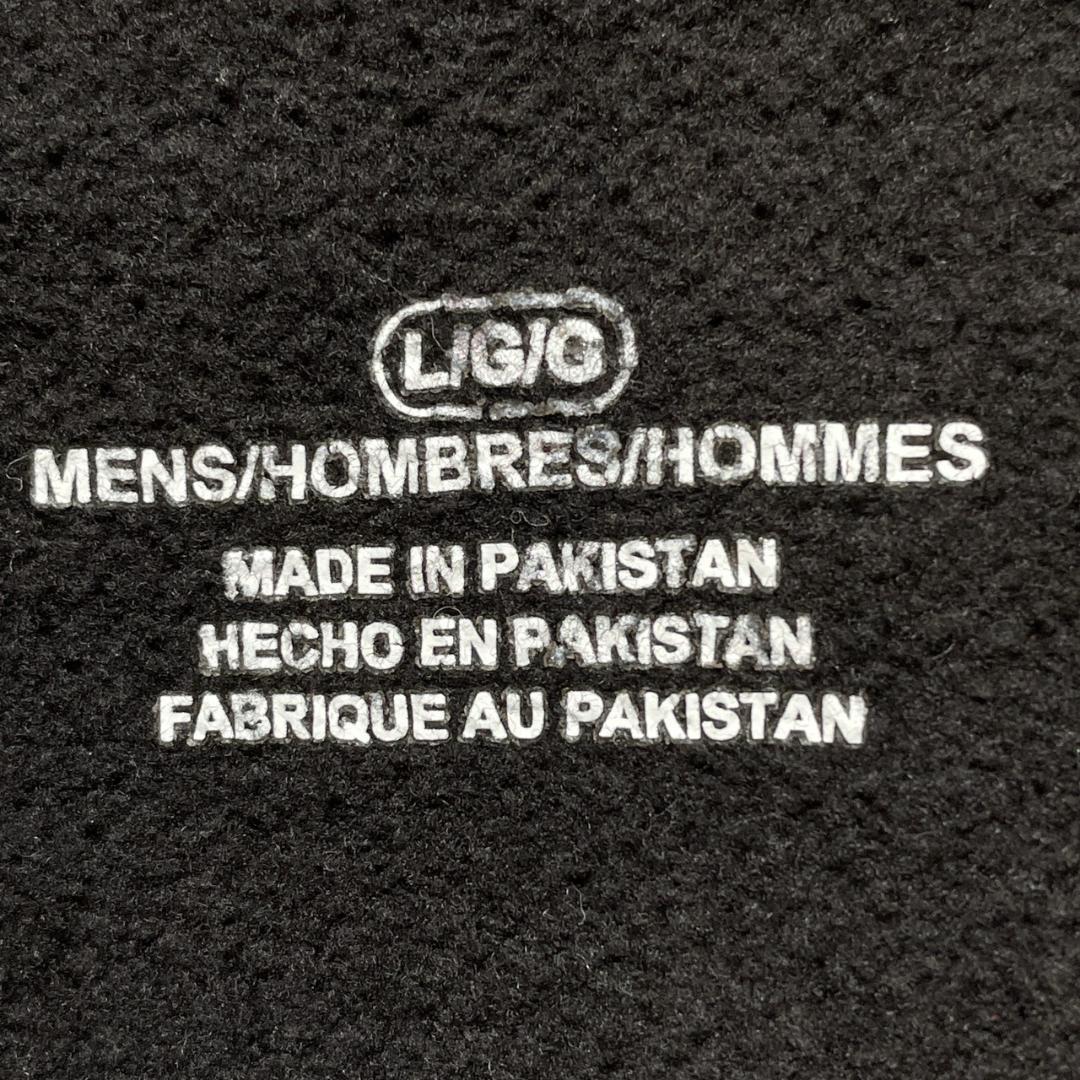 L/G/G
MENS/HOMBRES/HOMMES
MADE IN PAKISTAN
HECHO EN PAKISTAN
FABRIQUE AU PAKISTAN